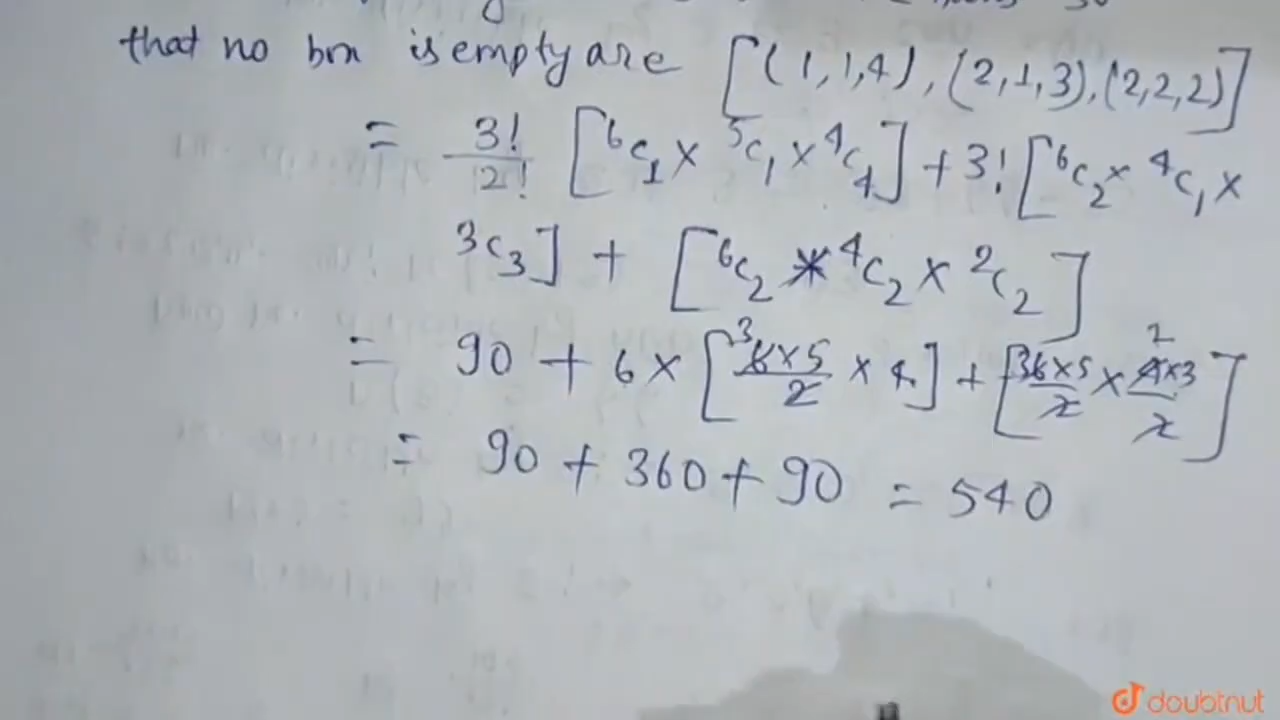 that no box is empty are [(1,1,4), (2,1,3), (2,2,2)]
= 3!/2! [⁶C₁ × ⁵C₁ × ⁴C₄] + 3! [⁶C₂ × ⁴C₁ ×
³C₃] + [⁶C₂ × ⁴C₂ × ²C₂]
= 90 + 6 × [6×5/2 × 4] + [6×5/2 × 4×3/2]
= 90 + 360 + 90 = 540
doubtnut